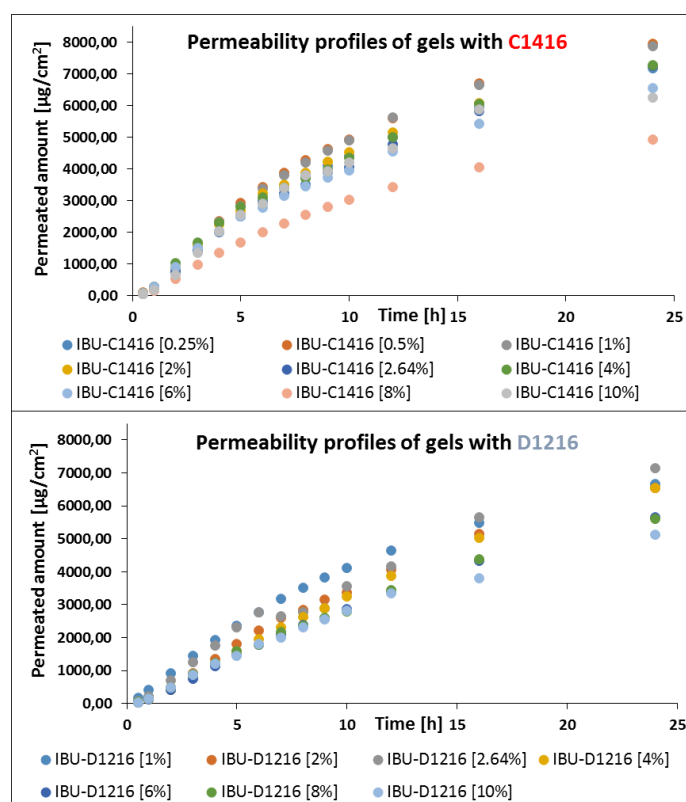 Permeability profiles of gels with C1416
Permeated amount [µg/cm²]
8000,00
7000,00
6000,00
5000,00
4000,00
3000,00
2000,00
1000,00
0,00
0 5 10 15 20 25
Time [h]
IBU-C1416 [0.25%] IBU-C1416 [0.5%] IBU-C1416 [1%]
IBU-C1416 [2%] IBU-C1416 [2.64%] IBU-C1416 [4%]
IBU-C1416 [6%] IBU-C1416 [8%] IBU-C1416 [10%]
Permeability profiles of gels with D1216
Permeated amount [µg/cm²]
8000,00
7000,00
6000,00
5000,00
4000,00
3000,00
2000,00
1000,00
0,00
0 5 10 15 20 25
Time [h]
IBU-D1216 [1%] IBU-D1216 [2%] IBU-D1216 [2.64%] IBU-D1216 [4%]
IBU-D1216 [6%] IBU-D1216 [8%] IBU-D1216 [10%]